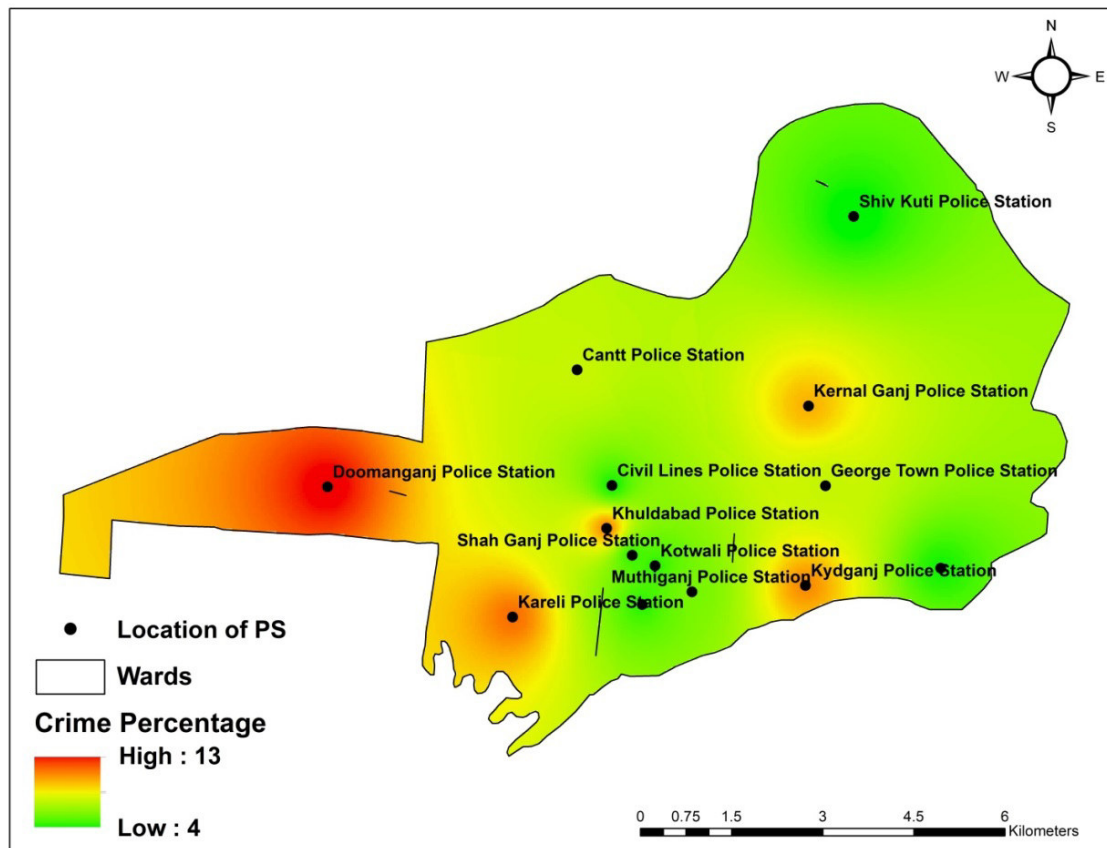 N
W E
S
Shiv Kuti Police Station
Cantt Police Station
Kernal Ganj Police Station
Doomanganj Police Station
Civil Lines Police Station
George Town Police Station
Khuldabad Police Station
Shah Ganj Police Station
Kotwali Police Station
Muthiganj Police Station
Kydganj Police Station
Kareli Police Station
Location of PS
Wards
Crime Percentage
High : 13
Low : 4
0 0.75 1.5 3 4.5 6
Kilometers